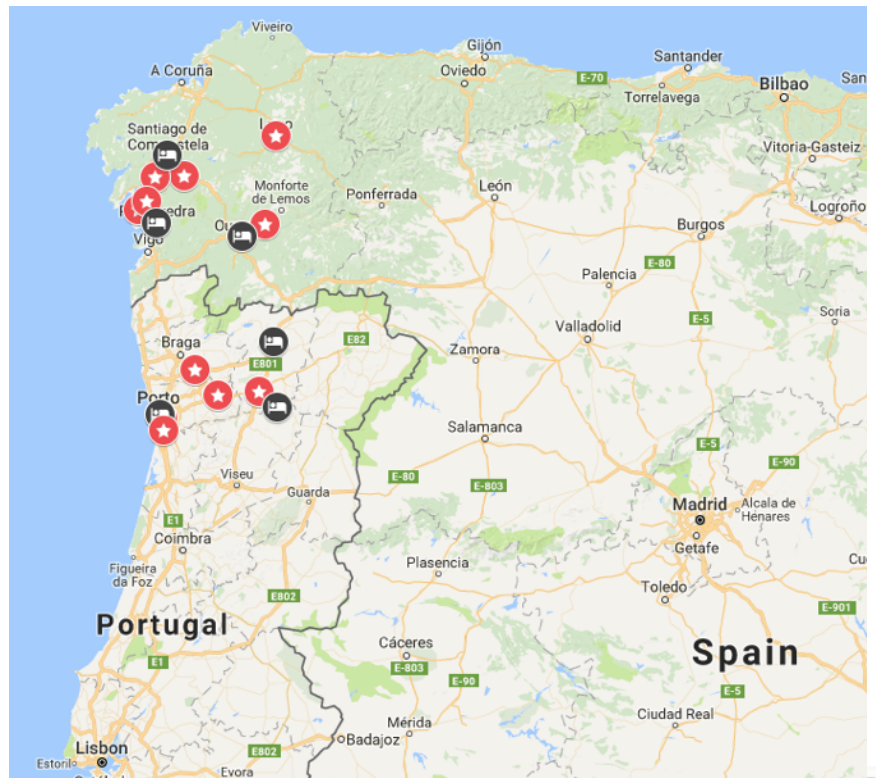 Viveiro
Gijón
A Coruña
Oviedo
Santander
E-70
Bilbao
San
Torrelavega
Santiago de
Vitoria-Gasteiz
Monforte
de Lemos
Ponferrada
León
Logroño
Vigo
Burgos
E-80
Palencia
Soria
E-5
Braga
E82
Valladolid
E801
Zamora
Porto
Salamanca
E-5
E-90
Viseu
E-80
E-803
Guarda
Madrid
Alcala de
Henares
E1
Coimbra
Getafe
Figueira
da Foz
Plasencia
Cu
Toledo
E802
E-901
Portugal
Cáceres
Spain
E1
E-803
E-90
E-5
Mérida
Ciudad Real
Badajoz
Lisbon
E802
Estoril
Evora